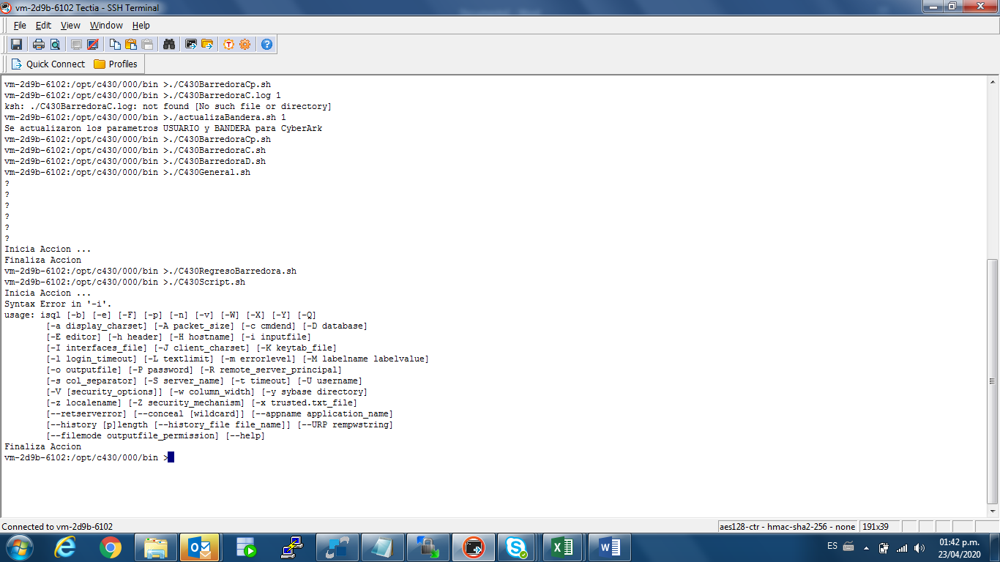 vm-2d9b-6102 Tectia - SSH Terminal
File Edit View Window Help
Quick Connect Profiles
vm-2d9b-6102:/opt/c430/000/bin >./C430BarredoraCp.sh
vm-2d9b-6102:/opt/c430/000/bin >./C430BarredoraC.log 1
ksh: ./C430BarredoraC.log: not found [No such file or directory]
vm-2d9b-6102:/opt/c430/000/bin >./actualizaBandera.sh 1
Se actualizaron los parametros USUARIO y BANDERA para CyberArk
vm-2d9b-6102:/opt/c430/000/bin >./C430BarredoraCp.sh
vm-2d9b-6102:/opt/c430/000/bin >./C430BarredoraC.sh
vm-2d9b-6102:/opt/c430/000/bin >./C430BarredoraD.sh
vm-2d9b-6102:/opt/c430/000/bin >./C430General.sh
?
?
?
?
?
?
Inicia Accion ...
Finaliza Accion
vm-2d9b-6102:/opt/c430/000/bin >./C430RegresoBarredora.sh
vm-2d9b-6102:/opt/c430/000/bin >./C430Script.sh
Inicia Accion ...
Syntax Error in '-i'.
usage: isql [-b] [-e] [-F] [-p] [-n] [-v] [-W] [-X] [-Y] [-Q]
[-a display_charset] [-A packet_size] [-c cmdend] [-D database]
[-E editor] [-h header] [-H hostname] [-i inputfile]
[-I interfaces_file] [-J client_charset] [-K keytab_file]
[-l login_timeout] [-L textlimit] [-m errorlevel] [-M labelname labelvalue]
[-o outputfile] [-P password] [-R remote_server_principal]
[-s col_separator] [-S server_name] [-t timeout] [-U username]
[-V [security_options]] [-w column_width] [-y sybase directory]
[-z localename] [-Z security_mechanism] [-x trusted.txt_file]
[--retserverror] [--conceal [wildcard]] [--appname application_name]
[--history [p]length [--history_file file_name]] [--URP rempwstring]
[--filemode outputfile_permission] [--help]
Finaliza Accion
vm-2d9b-6102:/opt/c430/000/bin >
Connected to vm-2d9b-6102 aes128-ctr - hmac-sha2-256 - none 191x39
ES 01:42 p.m.
23/04/2020